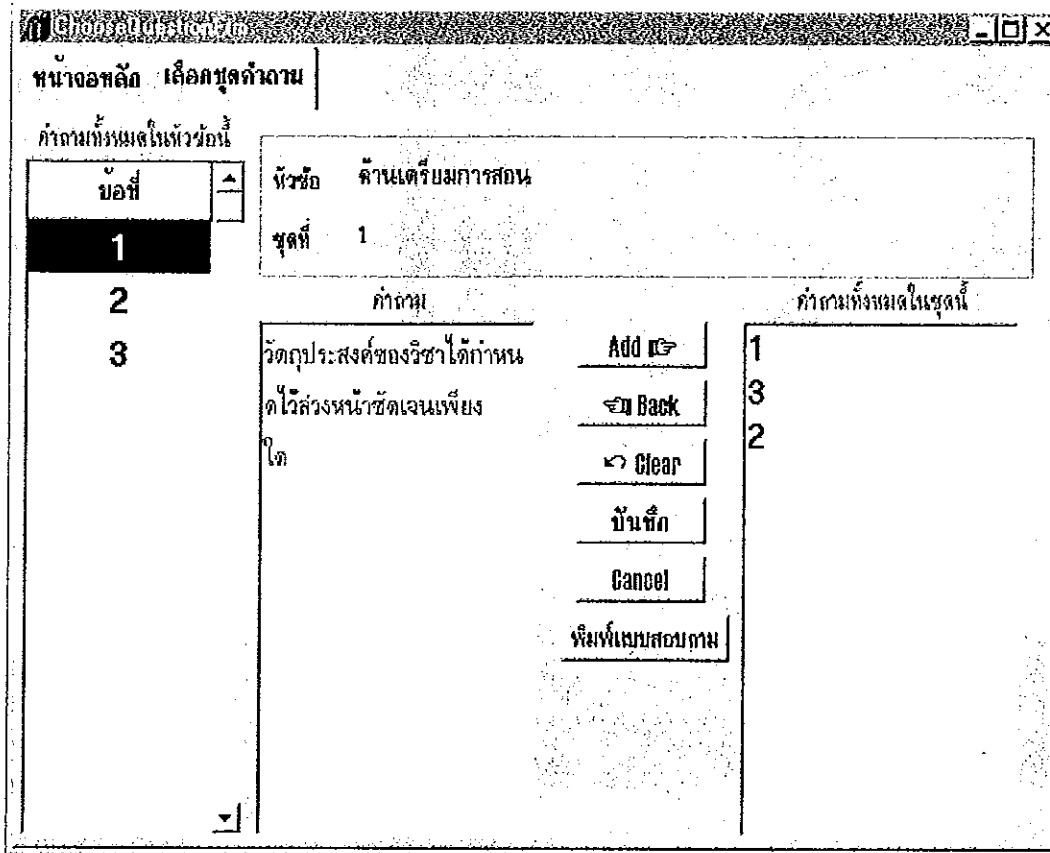 ChooseQuestionFrm
หน้าจอหลัก เลือกชุดคำถาม
คำถามทั้งหมดในหัวข้อนี้
ข้อที่
1
2
3
หัวข้อ ด้านเตรียมการสอน
ชุดที่ 1
คำถาม
วัตถุประสงค์ของวิชาได้กำหน
ดไว้ล่วงหน้าชัดเจนเพียง
ใด
Add
Back
Clear
บันทึก
Cancel
พิมพ์แบบสอบถาม
คำถามทั้งหมดในชุดนี้
1
3
2